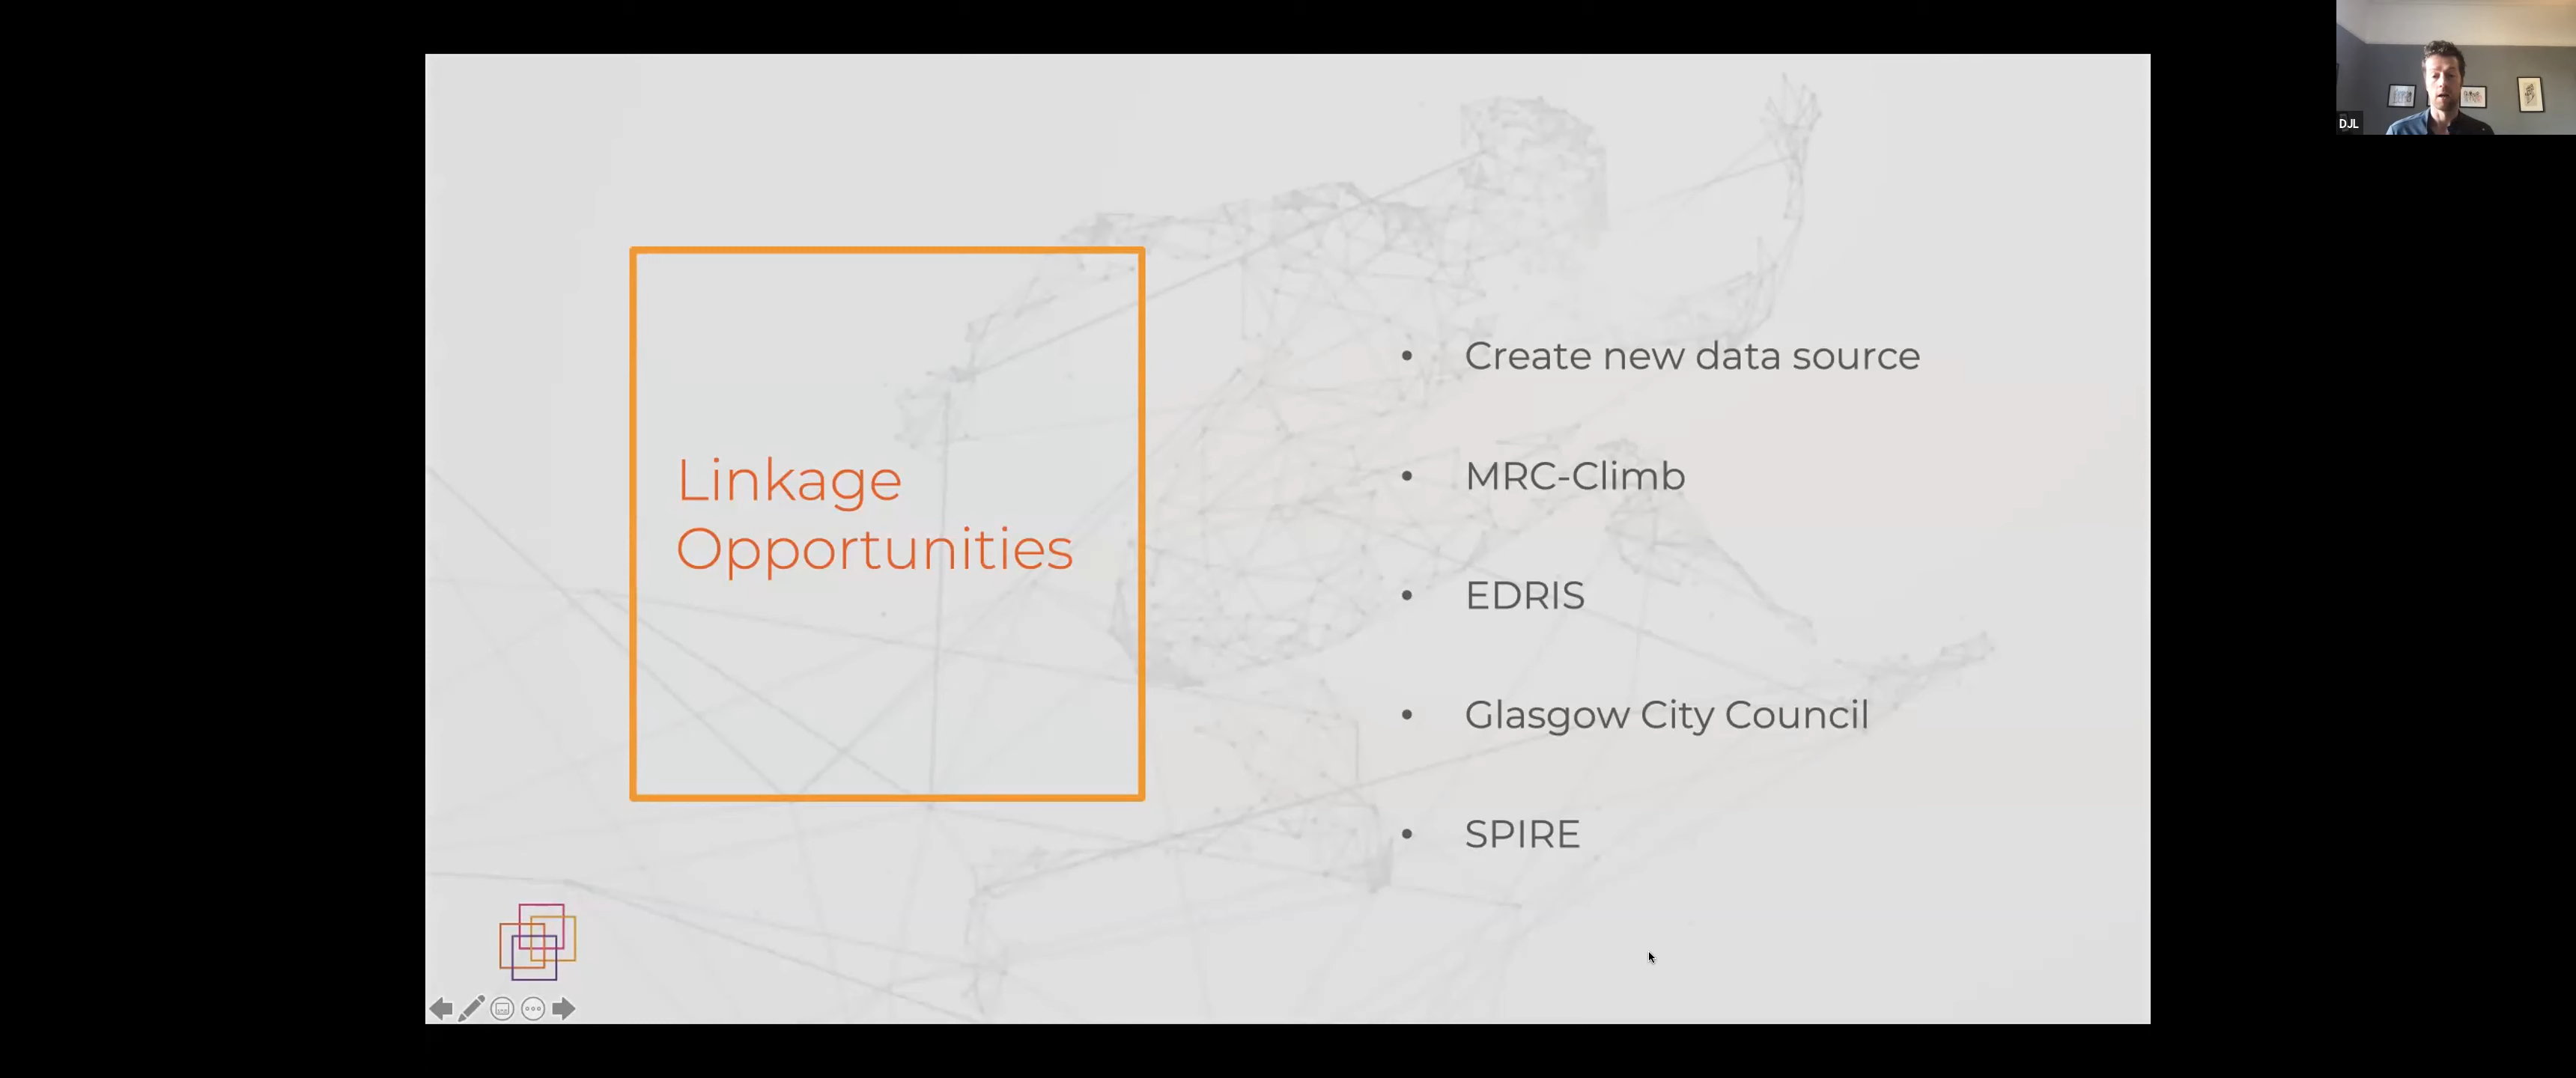 DJL
Linkage
Opportunities
• Create new data source
• MRC-Climb
• EDRIS
• Glasgow City Council
• SPIRE